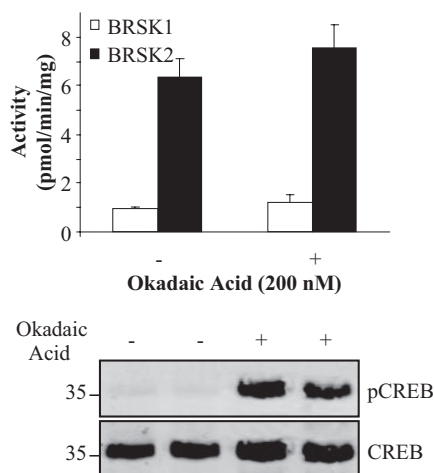 BRSK1
BRSK2
Activity
(pmol/min/mg)
8
6
4
2
0
- +
Okadaic Acid (200 nM)
Okadaic
Acid
- - + +
35
pCREB
35
CREB